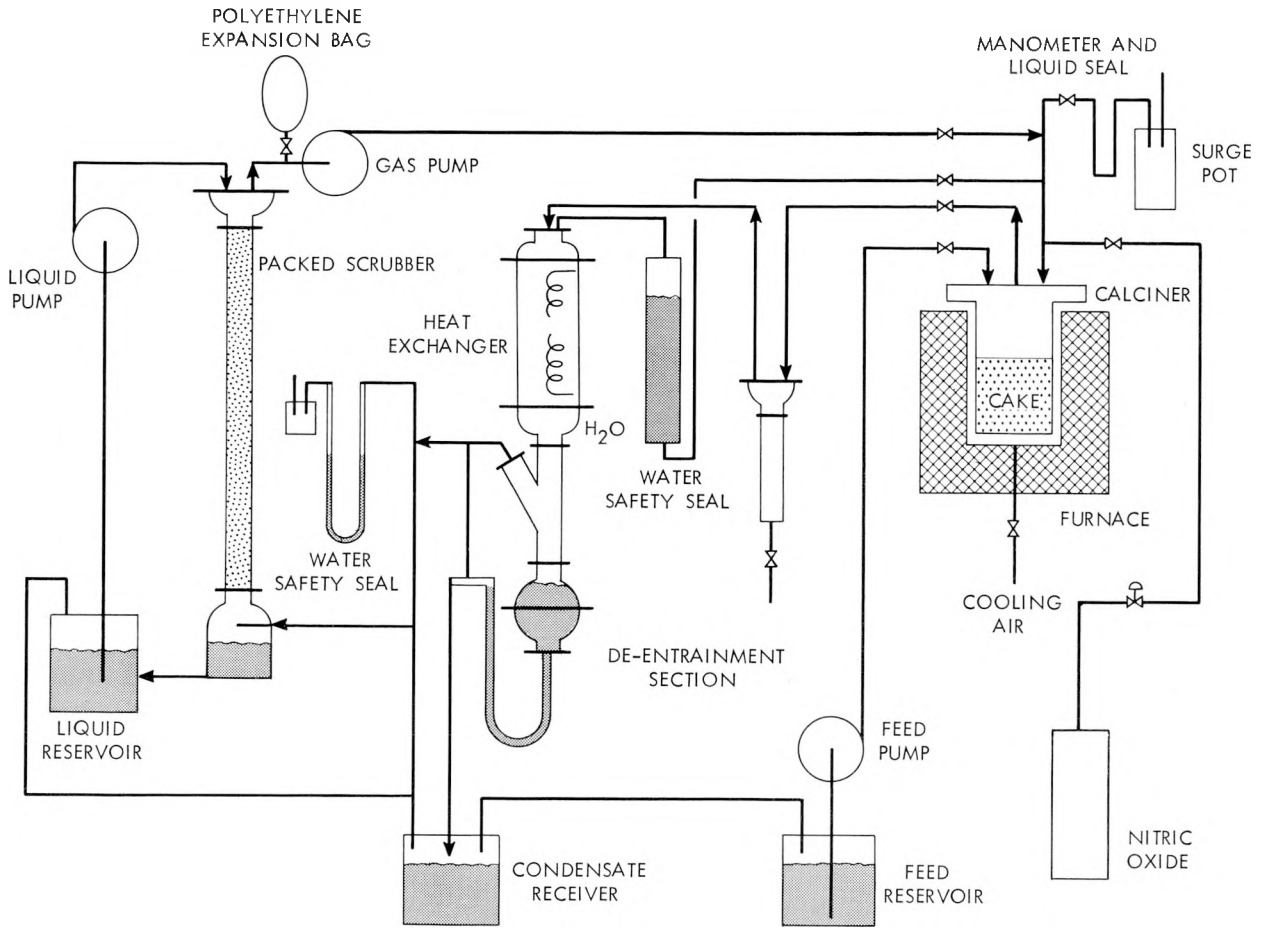 POLYETHYLENE
EXPANSION BAG
MANOMETER AND
LIQUID SEAL
GAS PUMP
SURGE
POT
LIQUID
PUMP
PACKED SCRUBBER
HEAT
EXCHANGER
CALCINER
CAKE
H2O
WATER
SAFETY SEAL
FURNACE
WATER
SAFETY SEAL
COOLING
AIR
DE-ENTRAINMENT
SECTION
LIQUID
RESERVOIR
FEED
PUMP
NITRIC
OXIDE
CONDENSATE
RECEIVER
FEED
RESERVOIR